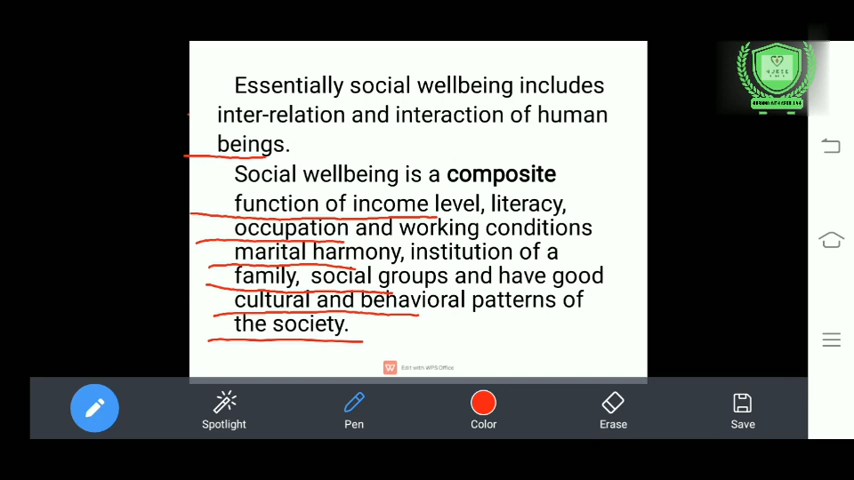 Essentially social wellbeing includes
inter-relation and interaction of human
beings.
Social wellbeing is a composite
function of income level, literacy,
occupation and working conditions
marital harmony, institution of a
family, social groups and have good
cultural and behavioral patterns of
the society.
Edit with WPS Office
Spotlight
Pen
Color
Erase
Save